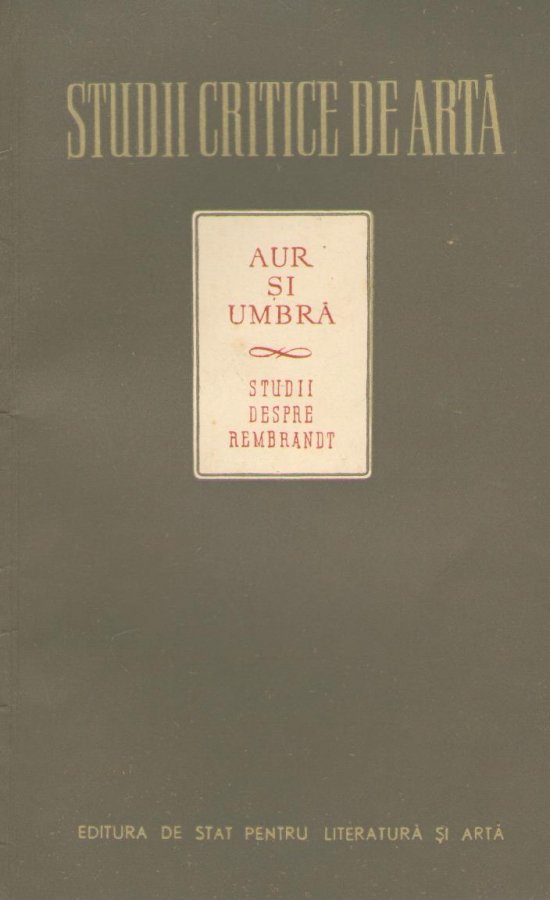 STUDII CRITICE DE ARTĂ
AUR
ȘI
UMBRĂ
STUDII
DESPRE
REMBRANDT
EDITURA DE STAT PENTRU LITERATURĂ ȘI ARTĂ